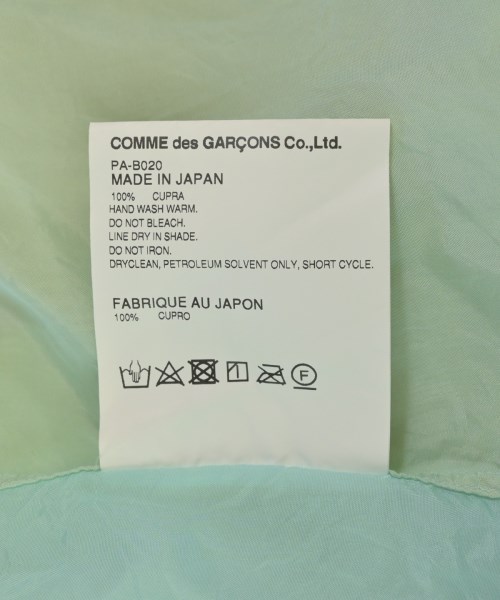 COMME des GARÇONS Co.,Ltd.
PA-B020
MADE IN JAPAN
100% CUPRA
HAND WASH WARM.
DO NOT BLEACH.
LINE DRY IN SHADE.
DO NOT IRON.
DRYCLEAN, PETROLEUM SOLVENT ONLY, SHORT CYCLE.
FABRIQUE AU JAPON
100% CUPRO
F